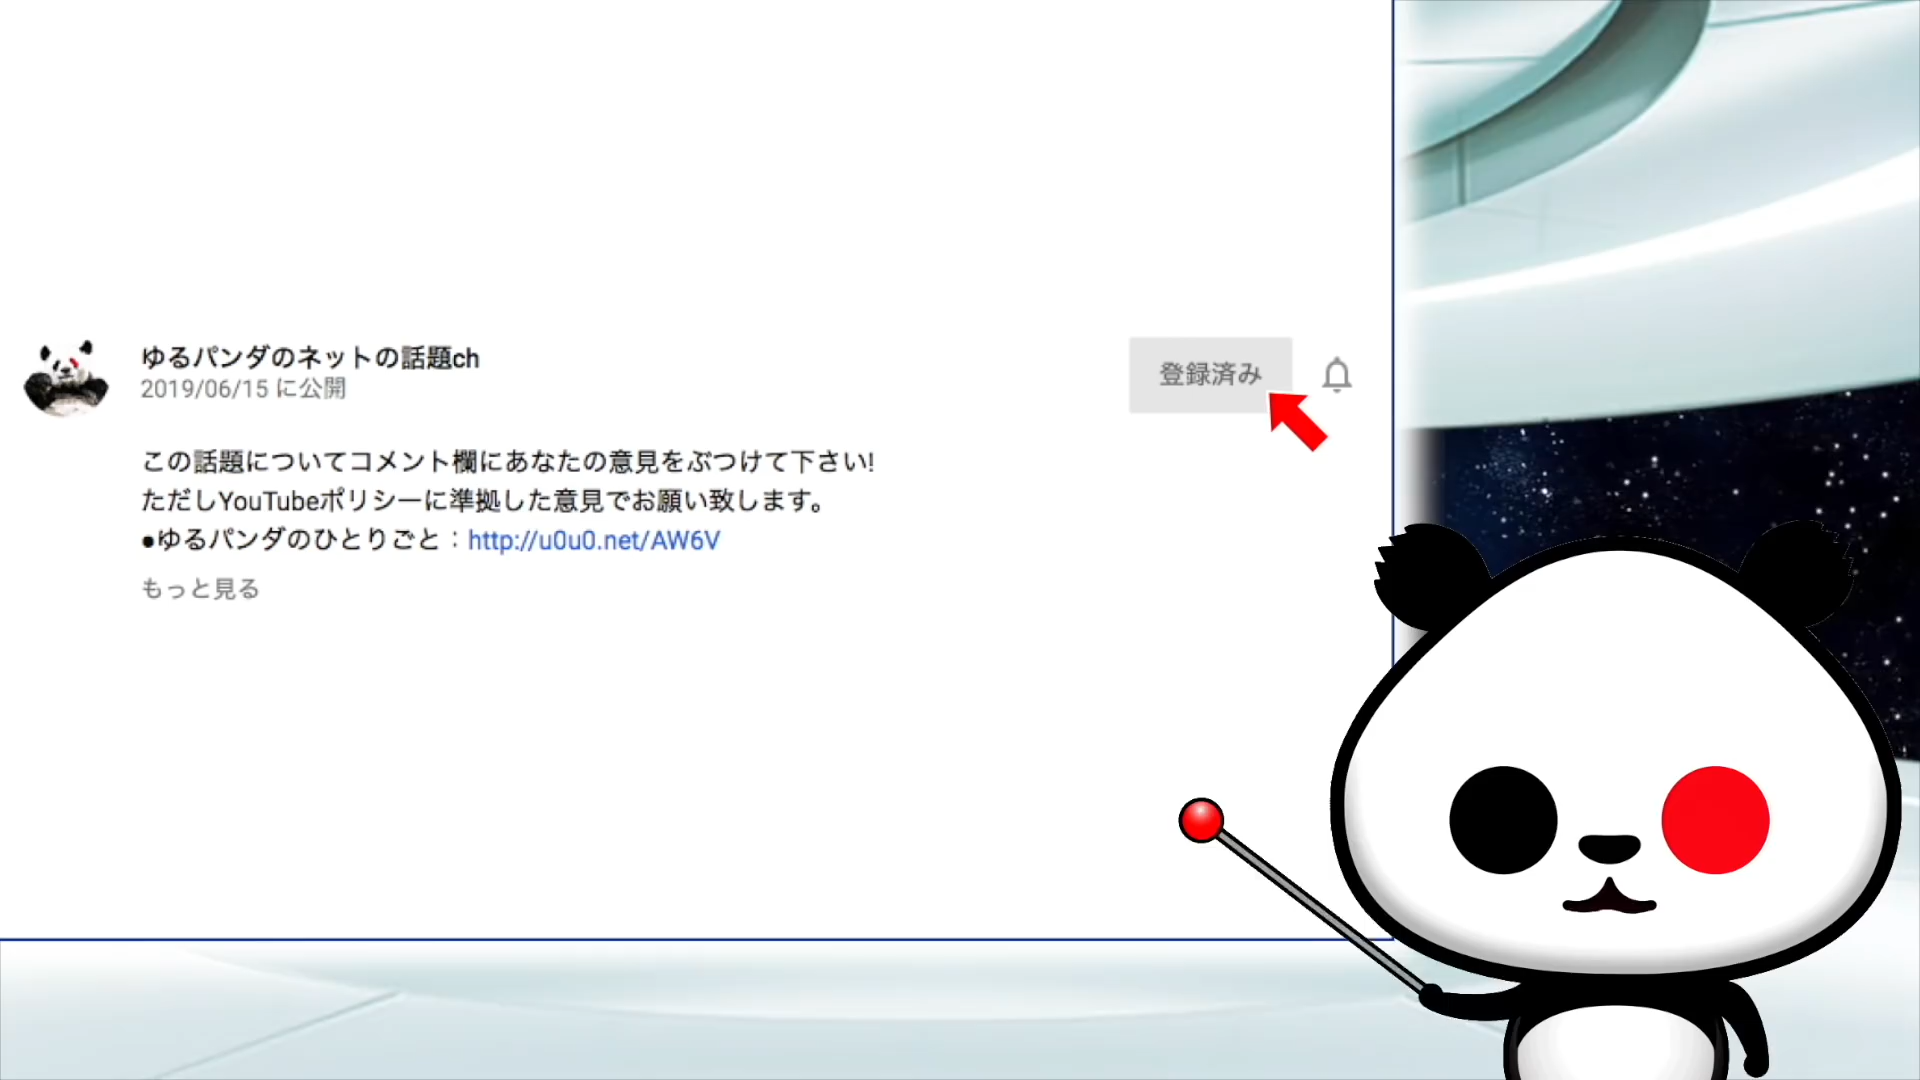 ゆるパンダのネットの話題ch
2019/06/15 に公開
登録済み
この話題についてコメント欄にあなたの意見をぶつけて下さい!
ただしYouTubeポリシーに準拠した意見でお願い致します。
●ゆるパンダのひとりごと：http://u0u0.net/AW6V
もっと見る